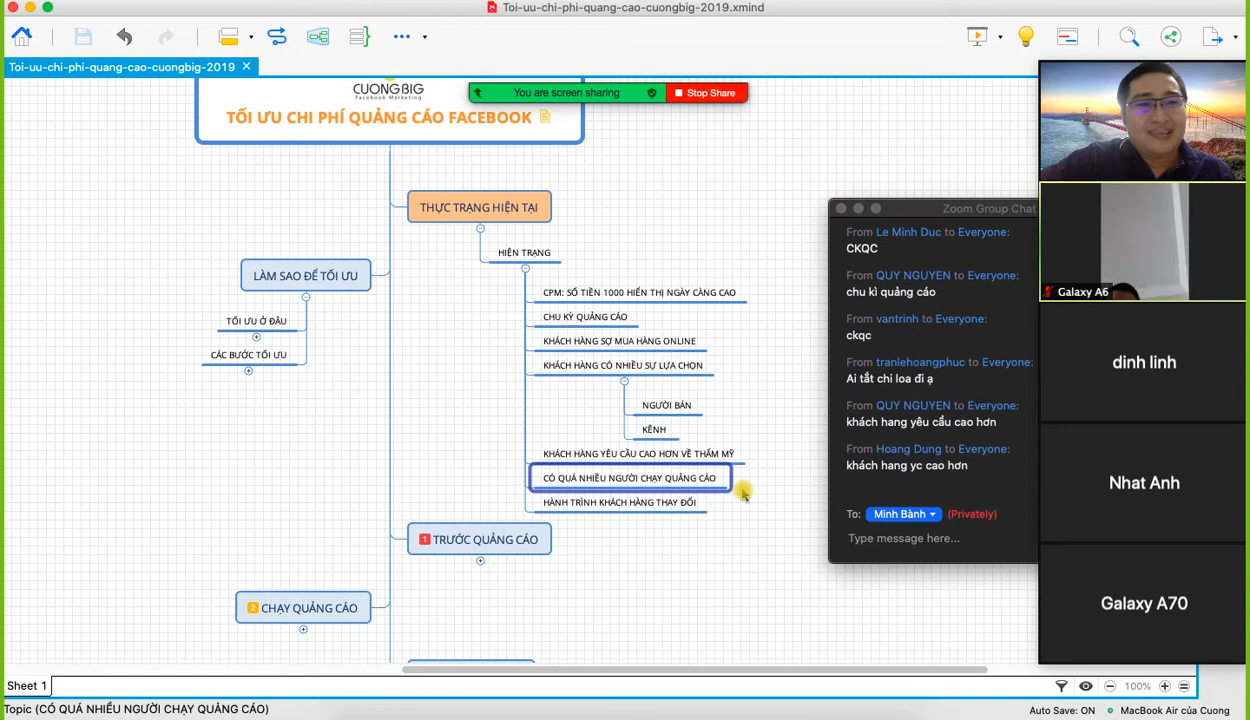 Toi-uu-chi-phi-quang-cao-cuongbig-2019.xmind
Toi-uu-chi-phi-quang-cao-cuongbig-2019 ×
You are screen sharing
Stop Share
CUONGBIG
Facebook Marketing
TỐI ƯU CHI PHÍ QUẢNG CÁO FACEBOOK
THỰC TRẠNG HIỆN TẠI
HIỆN TRẠNG
CPM: SỐ TIỀN 1000 HIỂN THỊ NGÀY CÀNG CAO
CHU KỲ QUẢNG CÁO
KHÁCH HÀNG SỢ MUA HÀNG ONLINE
KHÁCH HÀNG CÓ NHIỀU SỰ LỰA CHỌN
NGƯỜI BÁN
KÊNH
KHÁCH HÀNG YÊU CẦU CAO HƠN VỀ THẨM MỸ
CÓ QUÁ NHIỀU NGƯỜI CHẠY QUẢNG CÁO
HÀNH TRÌNH KHÁCH HÀNG THAY ĐỔI
LÀM SAO ĐỂ TỐI ƯU
TỐI ƯU Ở ĐÂU
CÁC BƯỚC TỐI ƯU
1 TRƯỚC QUẢNG CÁO
2 CHẠY QUẢNG CÁO
Zoom Group Chat
From Le Minh Duc to Everyone:
CKQC
From QUY NGUYEN to Everyone:
chu kì quảng cáo
From vantrinh to Everyone:
ckqc
From tranlehoangphuc to Everyone:
Ai tắt chi loa đi ạ
From QUY NGUYEN to Everyone:
khách hang yêu cầu cao hơn
From Hoang Dung to Everyone:
khách hang yc cao hơn
To: Minh Bành (Privately)
Type message here...
Galaxy A6
dinh linh
Nhat Anh
Galaxy A70
Sheet 1
100%
Topic (CÓ QUÁ NHIỀU NGƯỜI CHẠY QUẢNG CÁO)
Auto Save: ON
MacBook Air của Cuong